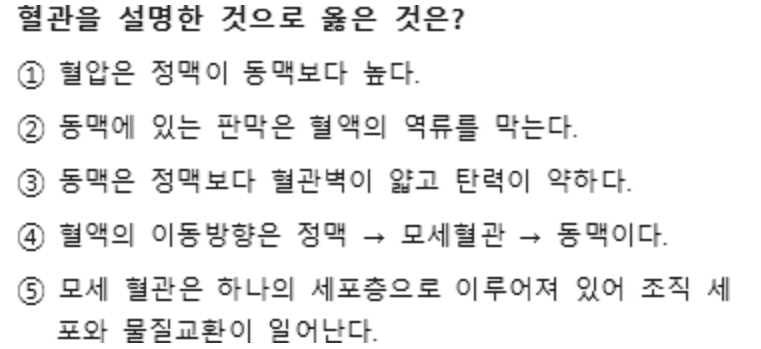 혈관을 설명한 것으로 옳은 것은?
① 혈압은 정맥이 동맥보다 높다.
② 동맥에 있는 판막은 혈액의 역류를 막는다.
③ 동맥은 정맥보다 혈관벽이 얇고 탄력이 약하다.
④ 혈액의 이동방향은 정맥 → 모세혈관 → 동맥이다.
⑤ 모세 혈관은 하나의 세포층으로 이루어져 있어 조직 세
포와 물질교환이 일어난다.